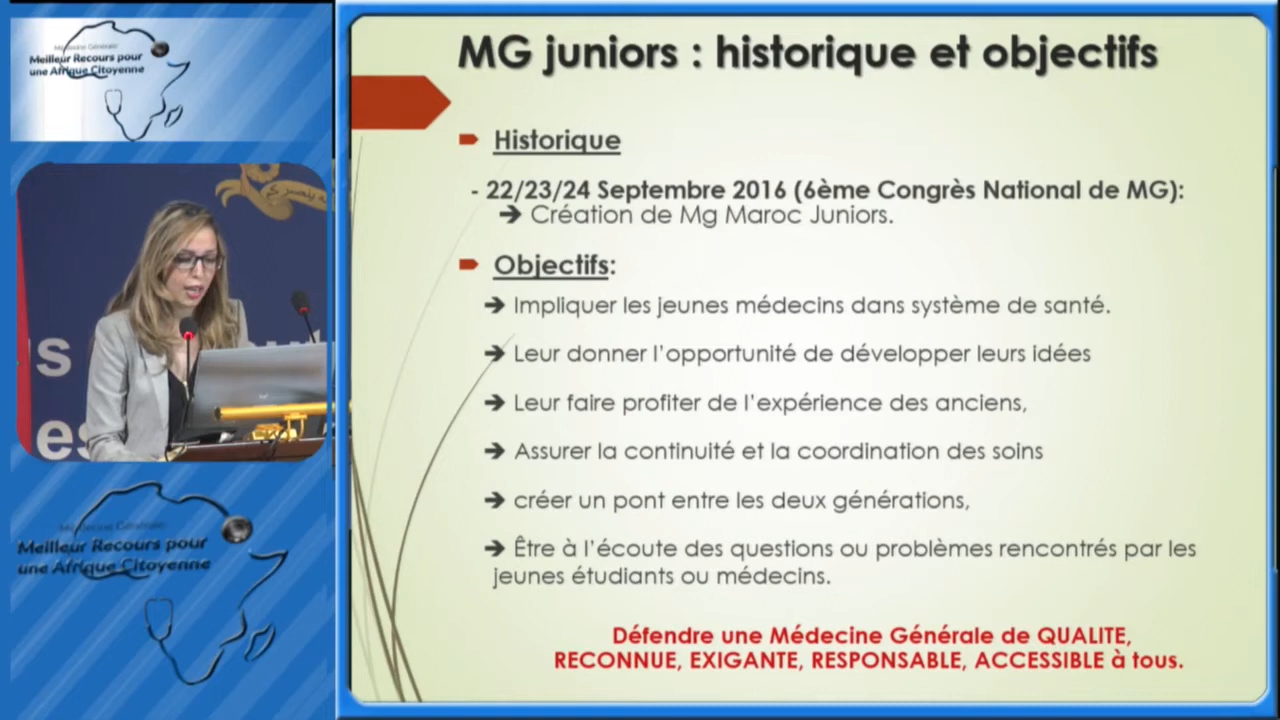 Médecine Générale
Meilleur Recours pour
une Afrique Citoyenne
s
es
Médecine Générale
Meilleur Recours pour
une Afrique Citoyenne
MG juniors : historique et objectifs
Historique
- 22/23/24 Septembre 2016 (6ème Congrès National de MG):
➔ Création de Mg Maroc Juniors.
Objectifs:
➔ Impliquer les jeunes médecins dans système de santé.
➔ Leur donner l'opportunité de développer leurs idées
➔ Leur faire profiter de l'expérience des anciens,
➔ Assurer la continuité et la coordination des soins
➔ créer un pont entre les deux générations,
➔ Être à l'écoute des questions ou problèmes rencontrés par les
jeunes étudiants ou médecins.
Défendre une Médecine Générale de QUALITE,
RECONNUE, EXIGANTE, RESPONSABLE, ACCESSIBLE à tous.